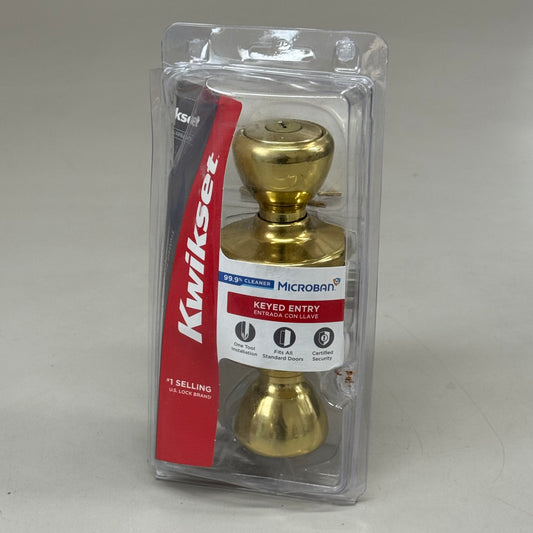 kset
Kwikset
#1 SELLING
U.S. LOCK BRAND
99.9% CLEANER
MICROBAN
KEYED ENTRY
ENTRADA CON LLAVE
One Tool
Installation
Fits All
Standard Doors
Certified
Security